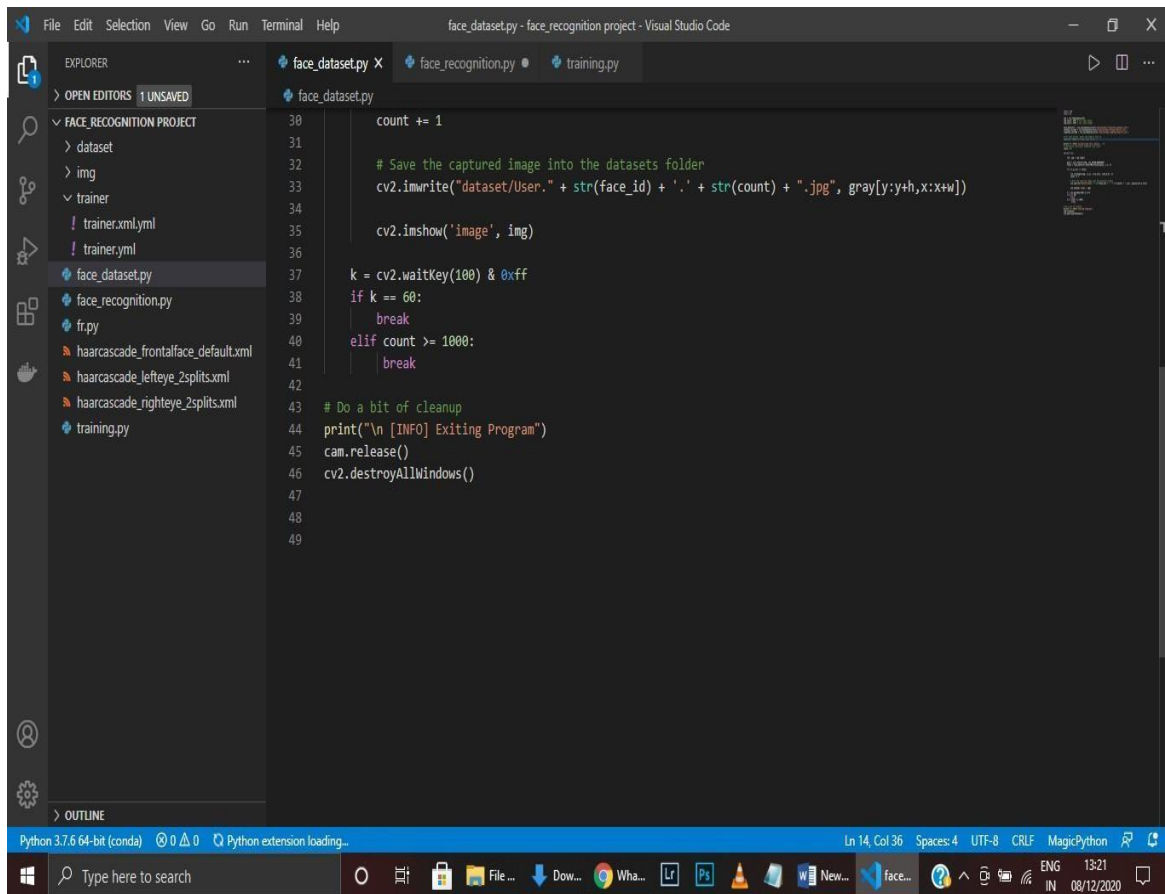 File Edit Selection View Go Run Terminal Help face_dataset.py - face_recognition project - Visual Studio Code
EXPLORER
OPEN EDITORS 1 UNSAVED
FACE_RECOGNITION PROJECT
dataset
img
trainer
trainer.xml.yml
trainer.yml
face_dataset.py
face_recognition.py
fr.py
haarcascade_frontalface_default.xml
haarcascade_lefteye_2splits.xml
haarcascade_righteye_2splits.xml
training.py
OUTLINE
1
face_dataset.py X face_recognition.py training.py
face_dataset.py
30 count += 1
31
32 # Save the captured image into the datasets folder
33 cv2.imwrite("dataset/User." + str(face_id) + '.' + str(count) + ".jpg", gray[y:y+h,x:x+w])
34
35 cv2.imshow('image', img)
36
37 k = cv2.waitKey(100) & 0xff
38 if k == 60:
39 break
40 elif count >= 1000:
41 break
42
43 # Do a bit of cleanup
44 print("\n [INFO] Exiting Program")
45 cam.release()
46 cv2.destroyAllWindows()
47
48
49
Python 3.7.6 64-bit (conda) 0 0 Python extension loading... Ln 14, Col 36 Spaces: 4 UTF-8 CRLF MagicPython
Type here to search File ... Dow... Wha... Lr Ps New... face... ENG 13:21
IN 08/12/2020